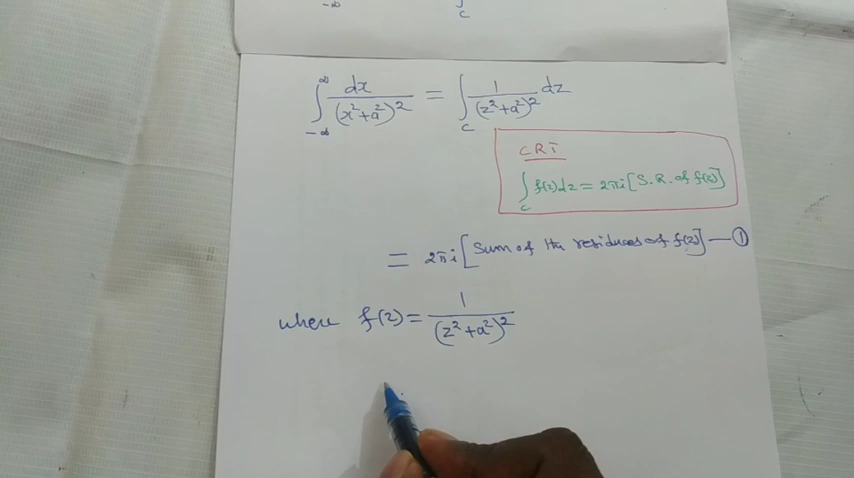 -∞ C
∫_{-∞}^{∞} dx/(x²+a²)² = ∫_C 1/(z²+a²)² dz
CRT
∫_C f(z)dz = 2πi[S.R. of f(z)]
= 2πi[Sum of the residues of f(z)] — ①
where f(z) = 1/(z²+a²)²